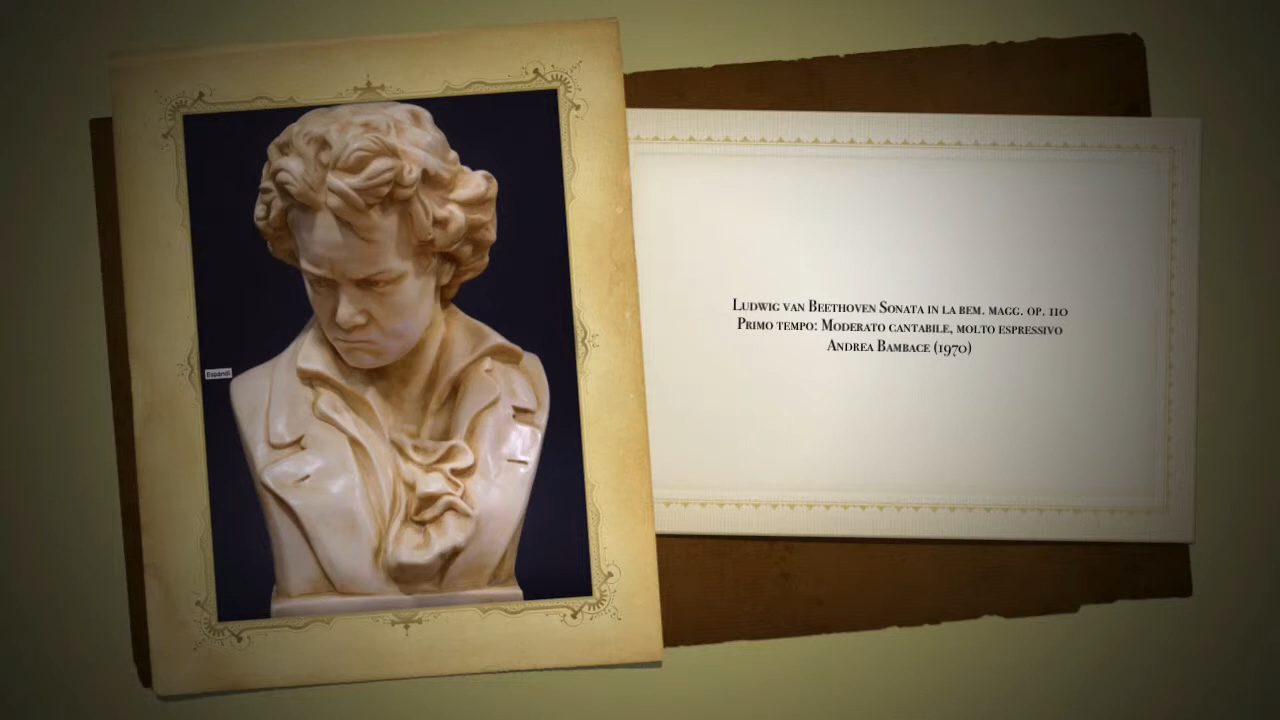 Espandi
Ludwig van Beethoven Sonata in la bem. magg. op. 110
Primo tempo: Moderato cantabile, molto espressivo
Andrea Bambace (1970)